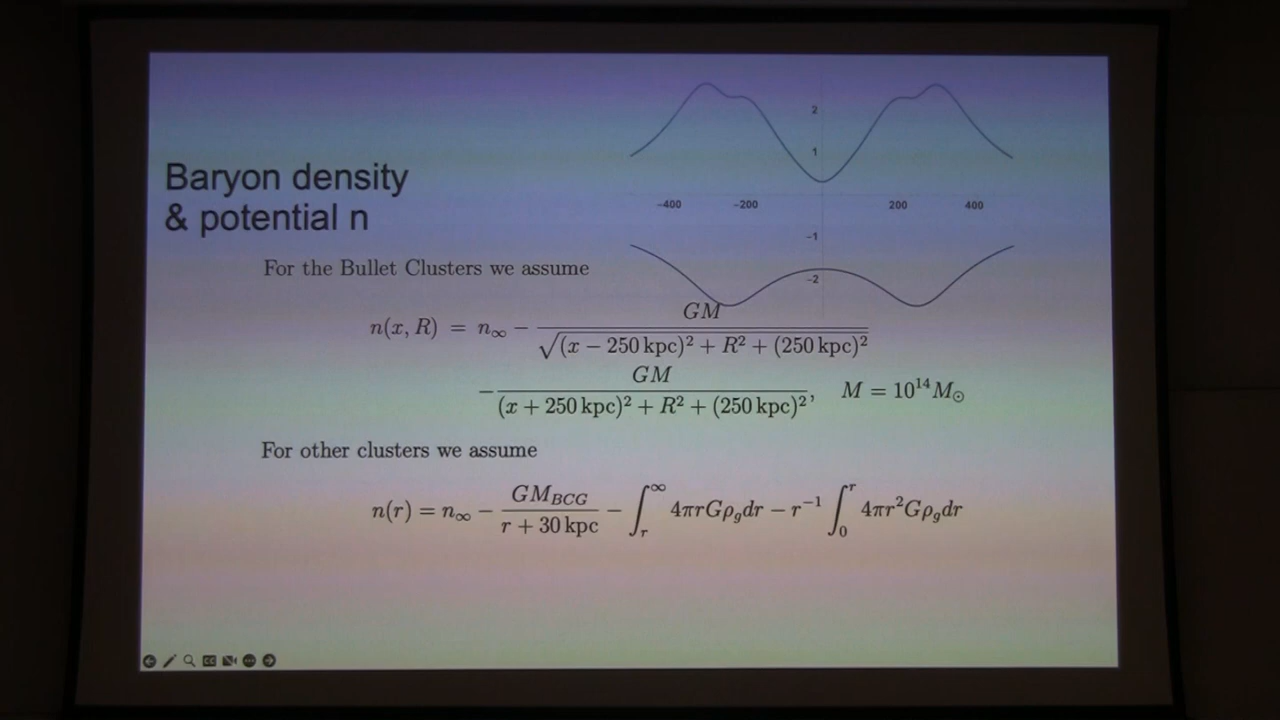 2
1
-400 -200 200 400
-1
-2
Baryon density
& potential n
For the Bullet Clusters we assume
n(x, R) = n∞ − GM / √((x − 250 kpc)² + R² + (250 kpc)²
− GM / (x + 250 kpc)² + R² + (250 kpc)² , M = 10¹⁴ M⊙
For other clusters we assume
n(r) = n∞ − GM_BCG / r + 30 kpc − ∫_r^∞ 4πrGρ_g dr − r⁻¹ ∫_0^r 4πr²Gρ_g dr